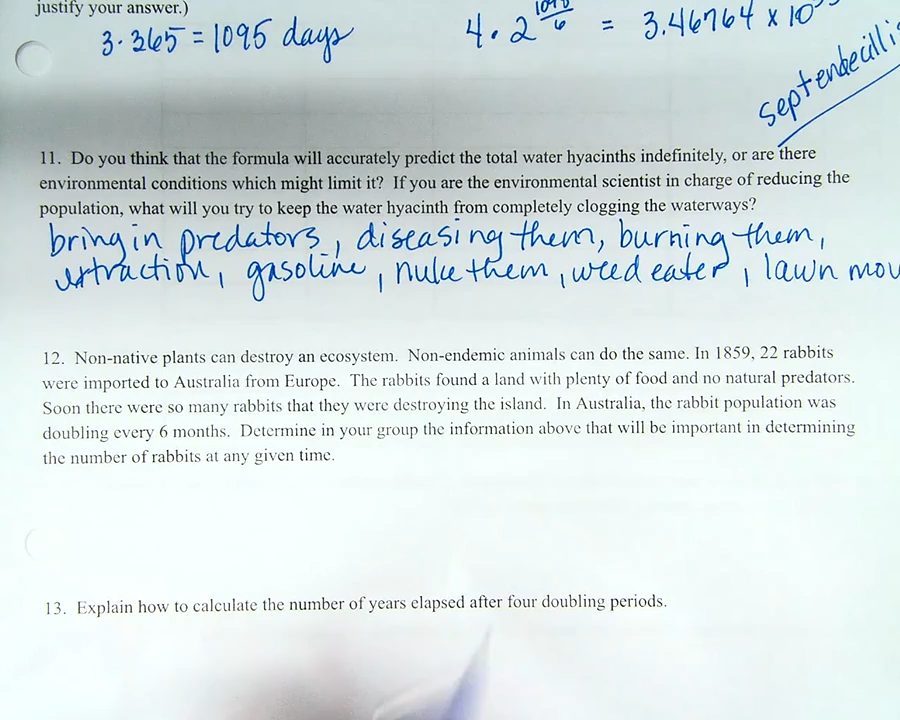 justify your answer.)
3·365 = 1095 days
4·2 = 3.46764 x 10
11. Do you think that the formula will accurately predict the total water hyacinths indefinitely, or are there
environmental conditions which might limit it? If you are the environmental scientist in charge of reducing the
population, what will you try to keep the water hyacinth from completely clogging the waterways?
bring in predators, diseasing them, burning them,
extraction, gasoline, nuke them, weed eater, lawn mow
12. Non-native plants can destroy an ecosystem. Non-endemic animals can do the same. In 1859, 22 rabbits
were imported to Australia from Europe. The rabbits found a land with plenty of food and no natural predators.
Soon there were so many rabbits that they were destroying the island. In Australia, the rabbit population was
doubling every 6 months. Determine in your group the information above that will be important in determining
the number of rabbits at any given time.
13. Explain how to calculate the number of years elapsed after four doubling periods.